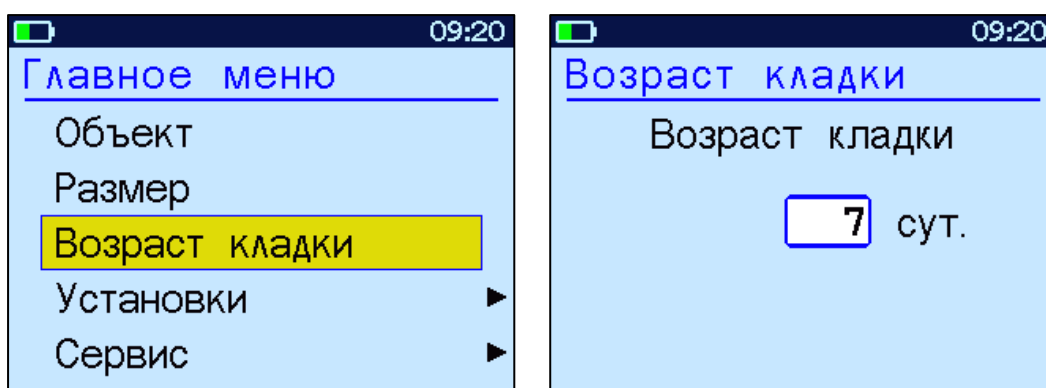 09:20
Главное меню
Объект
Размер
Возраст кладки
Установки
Сервис
09:20
Возраст кладки
Возраст кладки
7 сут.